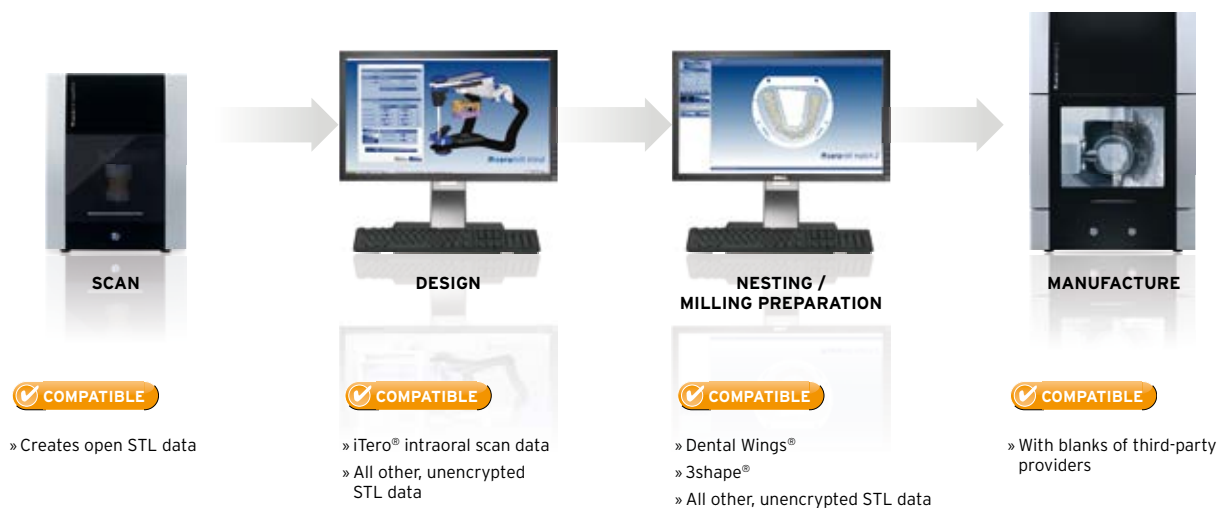 SCAN
DESIGN
NESTING /
MILLING PREPARATION
MANUFACTURE
COMPATIBLE
COMPATIBLE
COMPATIBLE
COMPATIBLE
» Creates open STL data
» iTero® intraoral scan data
» All other, unencrypted
STL data
» Dental Wings®
» 3shape®
» All other, unencrypted STL data
» With blanks of third-party
providers